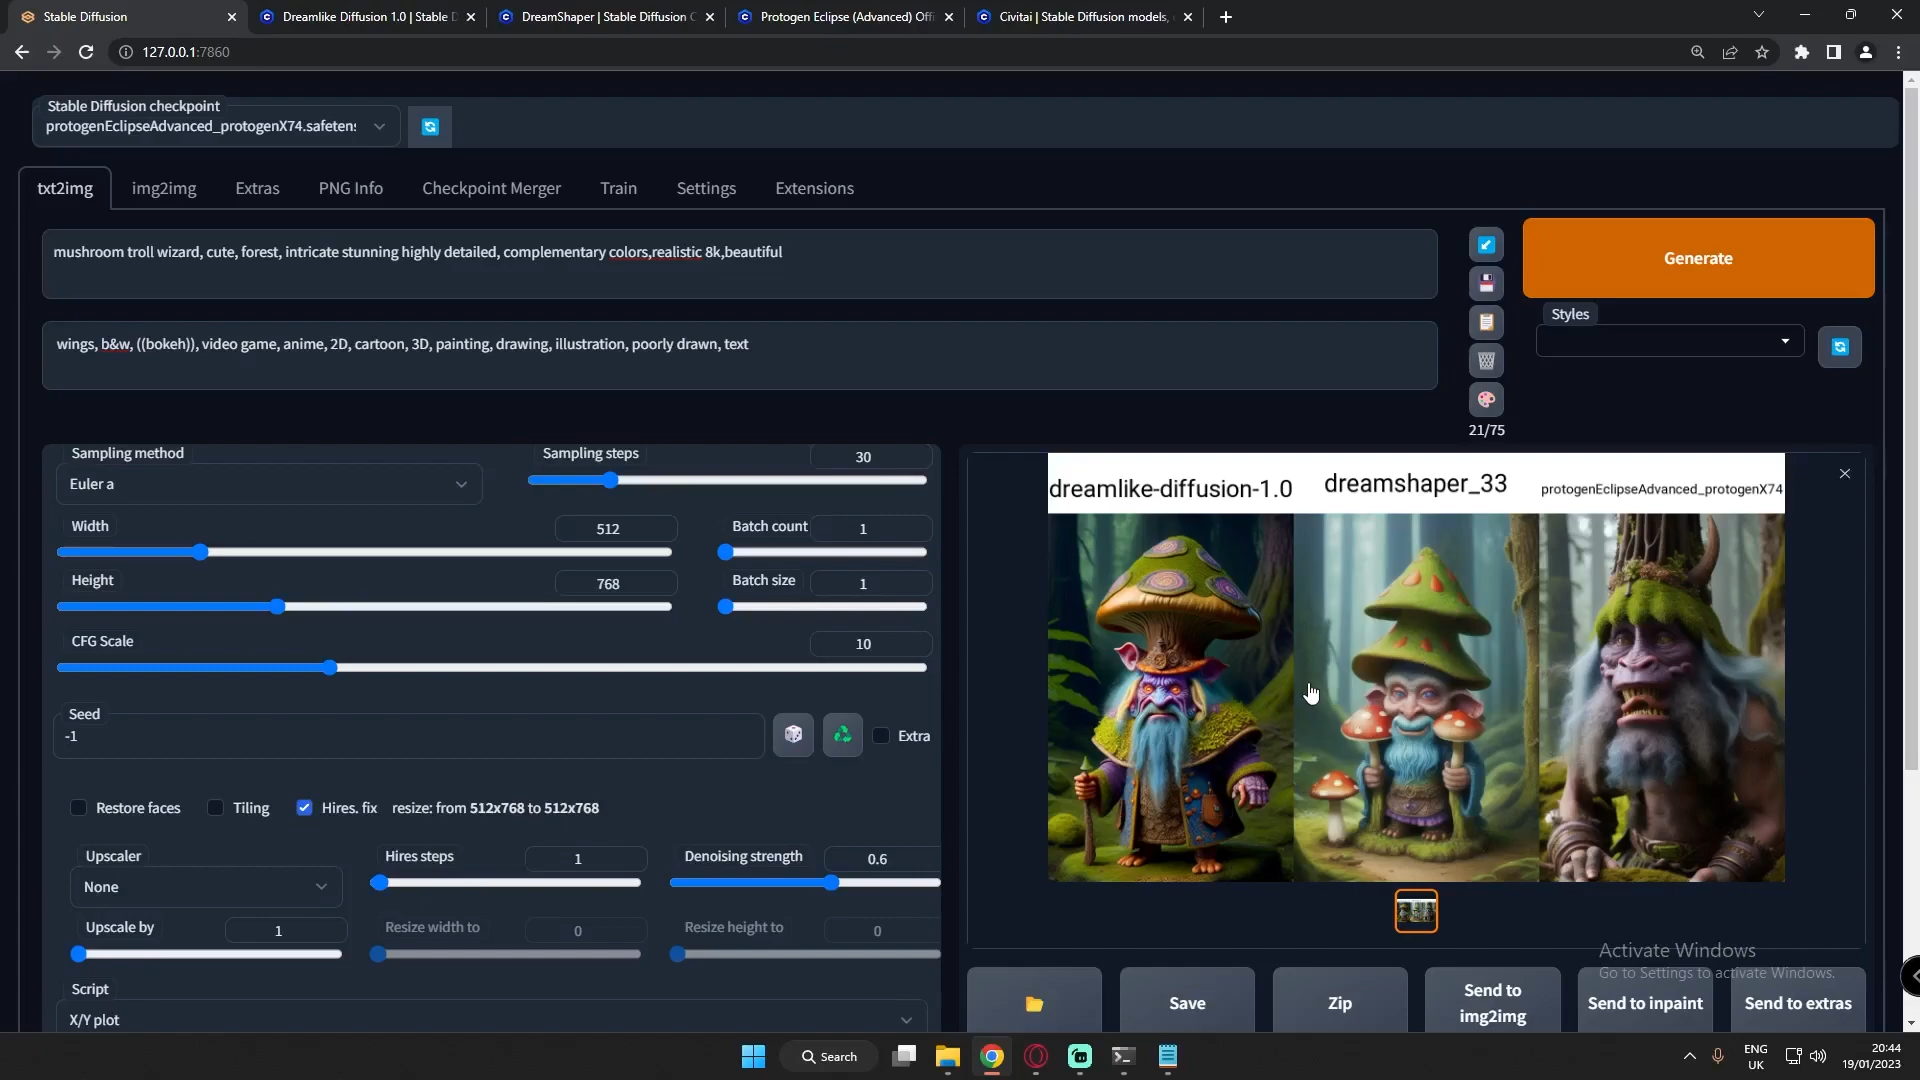 Stable Diffusion
Dreamlike Diffusion 1.0 | Stable D
DreamShaper | Stable Diffusion C
Protogen Eclipse (Advanced) Offi
Civitai | Stable Diffusion models,
127.0.0.1:7860
Stable Diffusion checkpoint
protogenEclipseAdvanced_protogenX74.safeten
txt2img
img2img
Extras
PNG Info
Checkpoint Merger
Train
Settings
Extensions
mushroom troll wizard, cute, forest, intricate stunning highly detailed, complementary colors,realistic 8k,beautiful
Generate
Styles
wings, b&w, ((bokeh)), video game, anime, 2D, cartoon, 3D, painting, drawing, illustration, poorly drawn, text
21/75
Sampling method
Euler a
Sampling steps
30
Width
512
Batch count
1
Height
768
Batch size
1
CFG Scale
10
Seed
-1
Extra
Restore faces
Tiling
Hires. fix
resize: from 512x768 to 512x768
Upscaler
None
Hires steps
1
Denoising strength
0.6
Upscale by
1
Resize width to
0
Resize height to
0
Script
X/Y plot
dreamlike-diffusion-1.0
dreamshaper_33
protogenEclipseAdvanced_protogenX74
Activate Windows
Go to Settings to activate Windows.
Save
Zip
Send to
img2img
Send to inpaint
Send to extras
Search
ENG
UK
20:44
19/01/2023